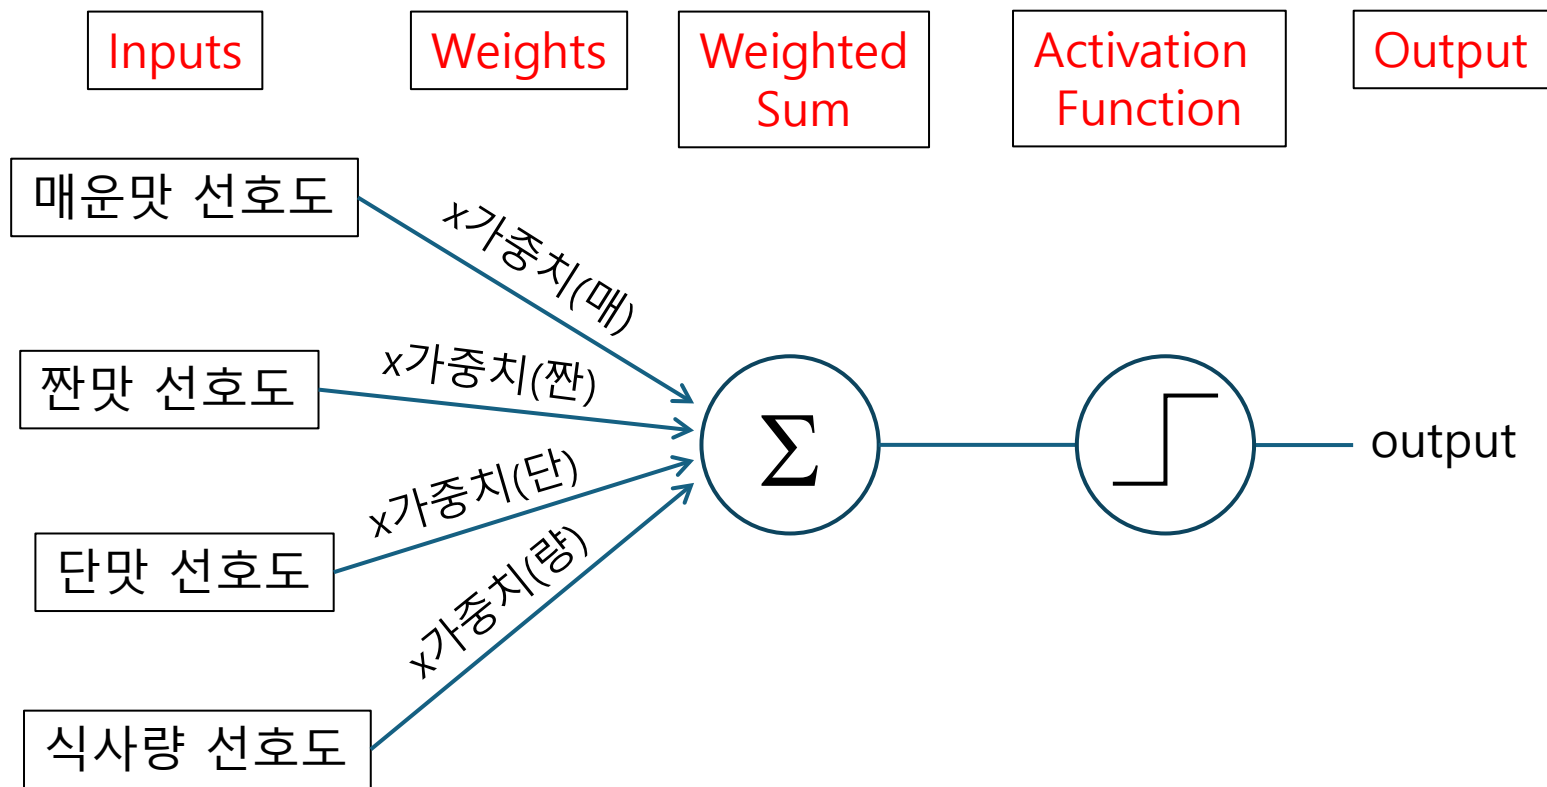 Inputs
Weights
Weighted
Sum
Activation
Function
Output
매운맛 선호도
x가중치(매)
짠맛 선호도
x가중치(짠)
단맛 선호도
x가중치(단)
식사량 선호도
x가중치(량)
Σ
output